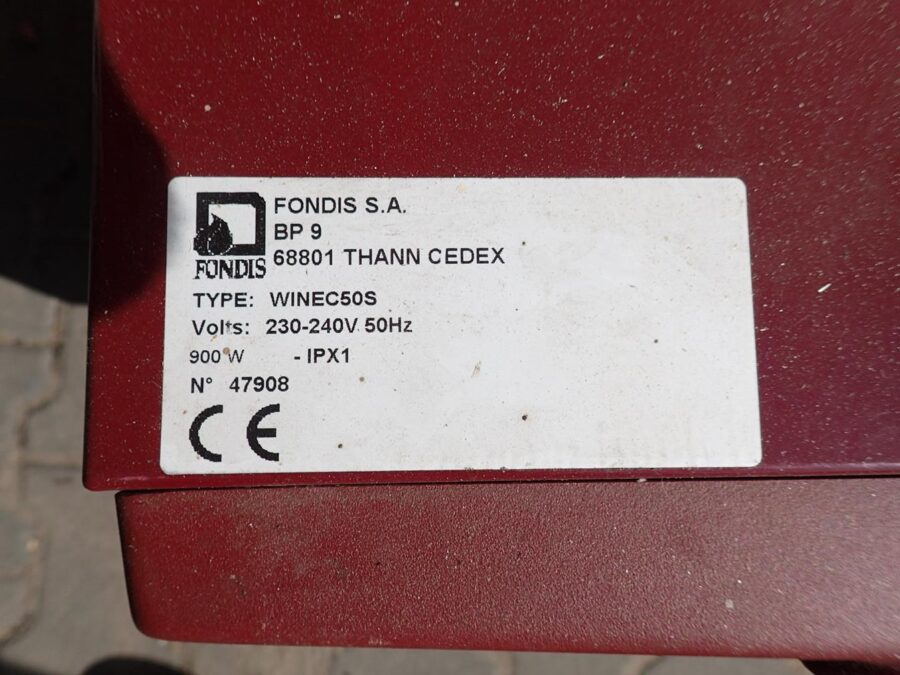 FONDIS S.A.
BP 9
68801 THANN CEDEX
FONDIS
TYPE: WINEC50S
Volts: 230-240V 50Hz
900 W - IPX1
N° 47908
CE